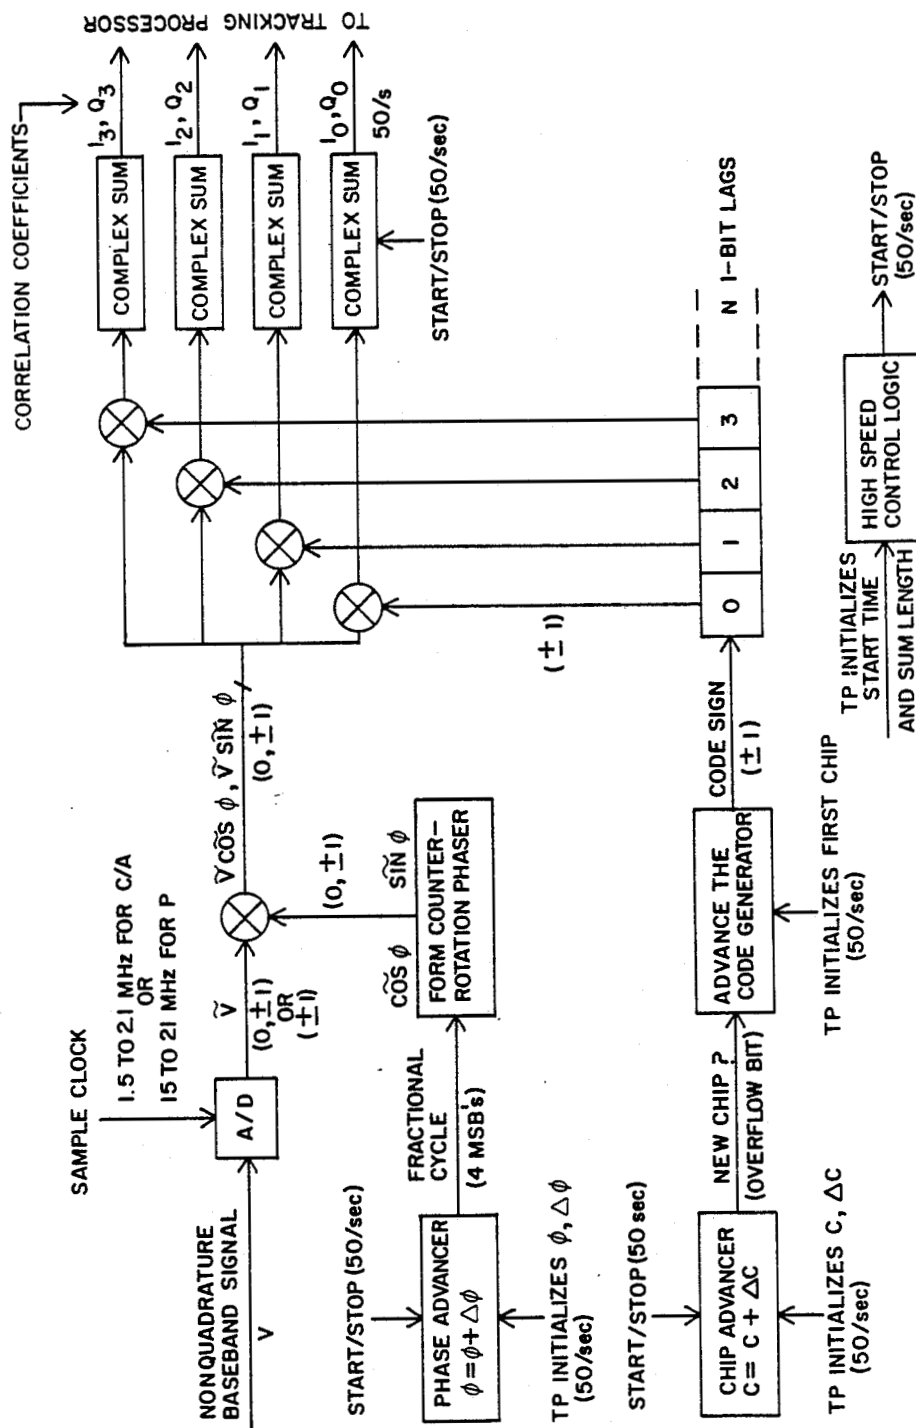 CORRELATION COEFFICIENTS
SAMPLE CLOCK
1.5 TO 2.1 MHz FOR C/A
OR
15 TO 21 MHz FOR P
NONQUADRATURE
BASEBAND SIGNAL
V
A/D
Ṽ
(0, ±1)
OR
(±1)
Ṽ CÕS ϕ, Ṽ SĨN ϕ
(0, ±1)
COMPLEX SUM
I3, Q3
COMPLEX SUM
I2, Q2
COMPLEX SUM
I1, Q1
COMPLEX SUM
I0, Q0
50/s
TO TRACKING PROCESSOR
START/STOP (50/sec)
START/STOP (50/sec)
PHASE ADVANCER
ϕ = ϕ + Δϕ
TP INITIALIZES ϕ, Δϕ
(50/sec)
FRACTIONAL
CYCLE
(4 MSB's)
CÕS ϕ
SĨN ϕ
(0, ±1)
FORM COUNTER-
ROTATION PHASER
(±1)
START/STOP (50 sec)
CHIP ADVANCER
C = C + ΔC
TP INITIALIZES C, ΔC
(50/sec)
NEW CHIP ?
(OVERFLOW BIT)
ADVANCE THE
CODE GENERATOR
TP INITIALIZES FIRST CHIP
(50/sec)
CODE SIGN
(±1)
0 1 2 3 N 1-BIT LAGS
TP INITIALIZES
START TIME
AND SUM LENGTH
HIGH SPEED
CONTROL LOGIC
START/STOP
(50/sec)